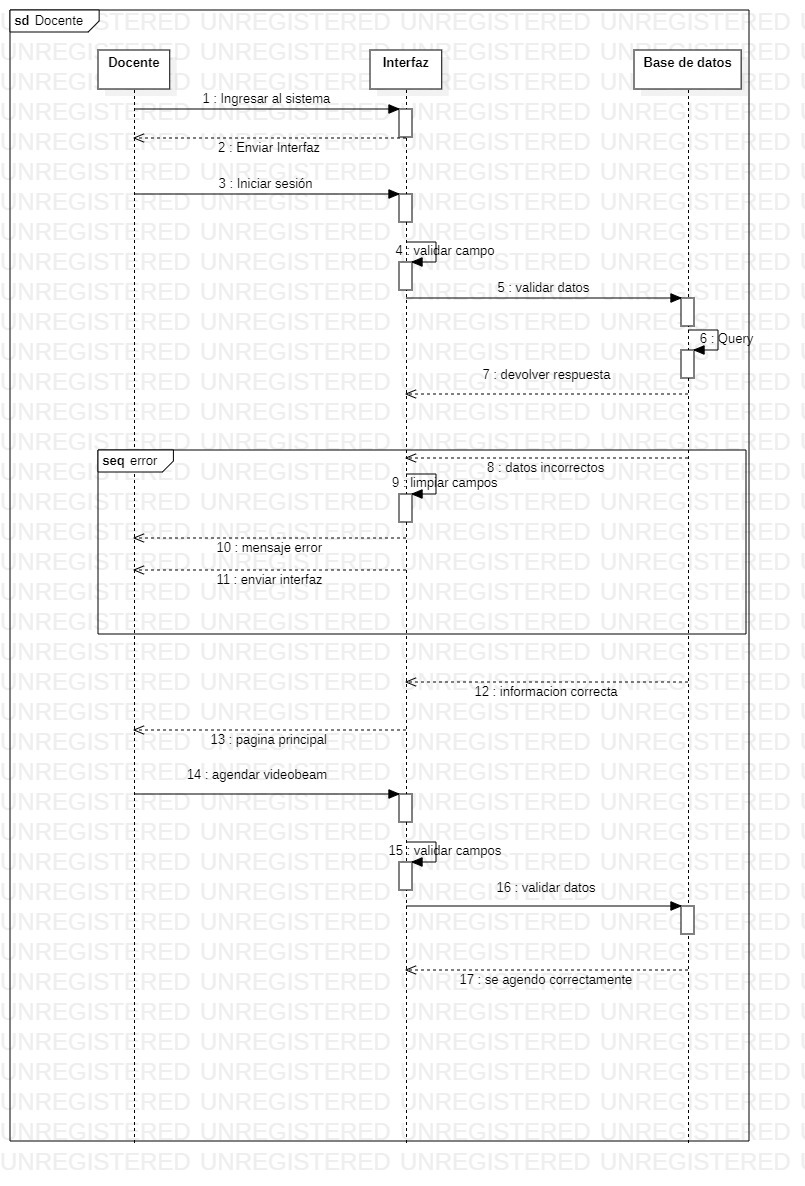 sd Docente
Docente
Interfaz
Base de datos
1 : Ingresar al sistema
2 : Enviar Interfaz
3 : Iniciar sesión
4 : validar campo
5 : validar datos
6 : Query
7 : devolver respuesta
seq error
8 : datos incorrectos
9 : limpiar campos
10 : mensaje error
11 : enviar interfaz
12 : informacion correcta
13 : pagina principal
14 : agendar videobeam
15 : validar campos
16 : validar datos
17 : se agendo correctamente
UNREGISTERED